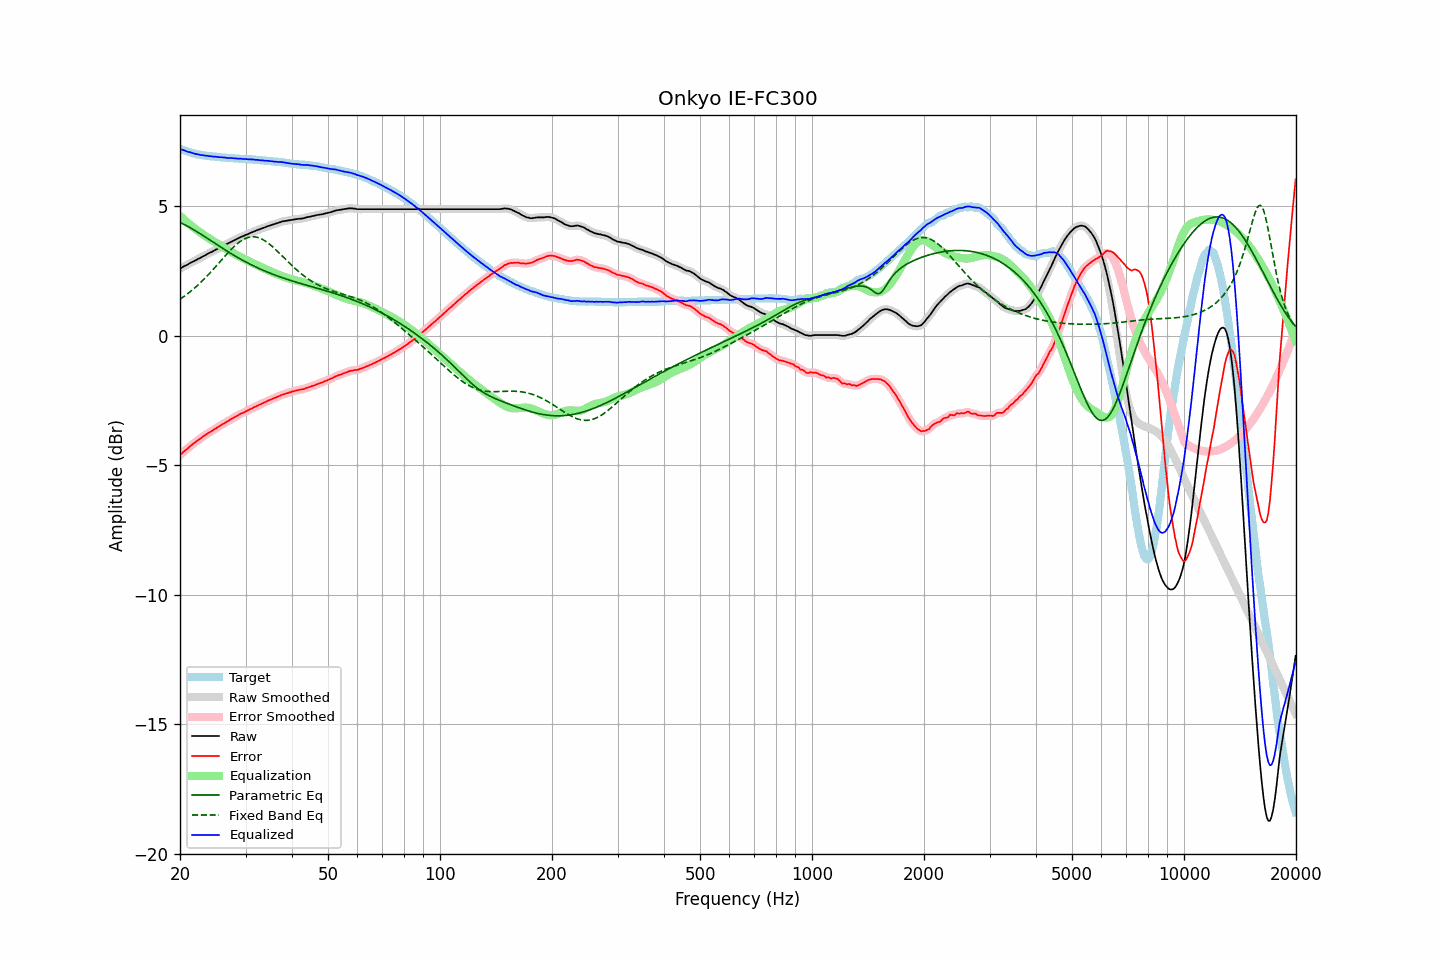 Onkyo IE-FC300
Amplitude (dBr)
5
0
−5
−10
−15
−20
Target
Raw Smoothed
Error Smoothed
Raw
Error
Equalization
Parametric Eq
Fixed Band Eq
Equalized
20 50 100 200 500 1000 2000 5000 10000 20000
Frequency (Hz)